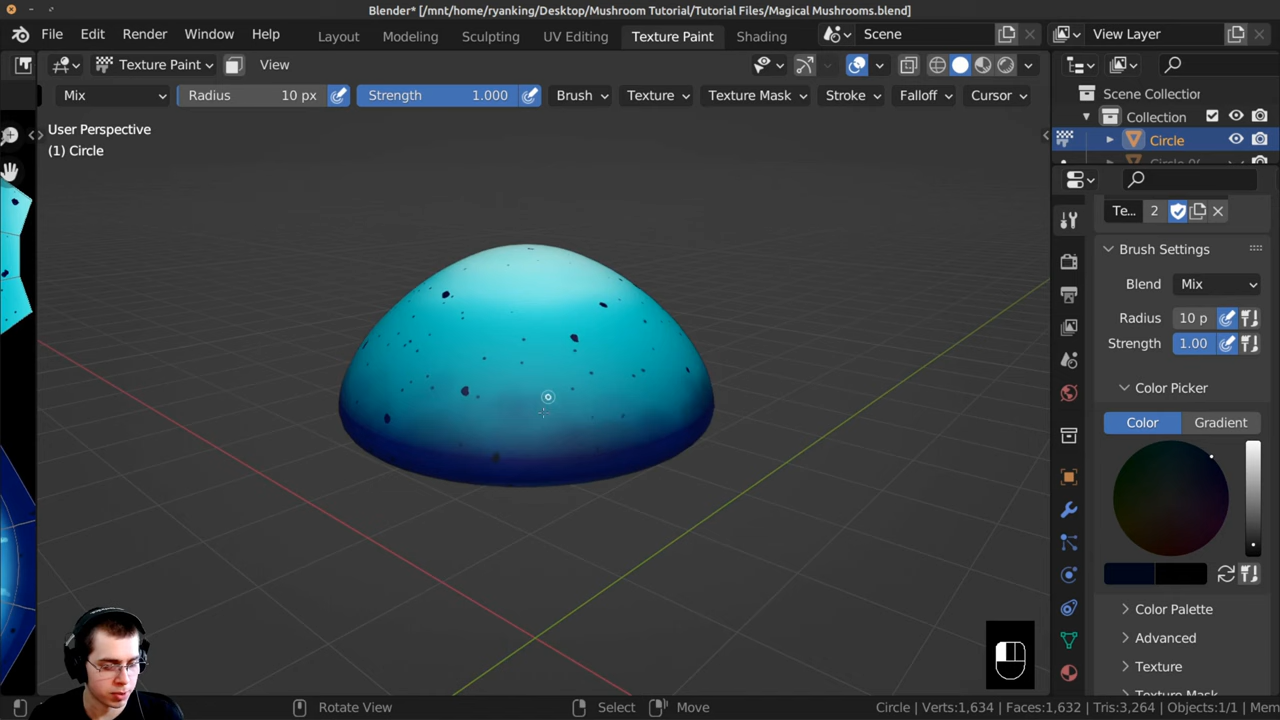 Blender* [/mnt/home/ryanking/Desktop/Mushroom Tutorial/Tutorial Files/Magical Mushrooms.blend]
File Edit Render Window Help Layout Modeling Sculpting UV Editing Texture Paint Shading Scene View Layer
Texture Paint View
Mix Radius 10 px Strength 1.000 Brush Texture Texture Mask Stroke Falloff Cursor
Scene Collection
Collection
Circle
User Perspective
(1) Circle
Te... 2
Brush Settings
Blend Mix
Radius 10 p
Strength 1.00
Color Picker
Color Gradient
Color Palette
Advanced
Texture
Texture Mask
Rotate View Select Move Circle | Verts:1,634 | Faces:1,632 | Tris:3,264 | Objects:1/1 | Mem